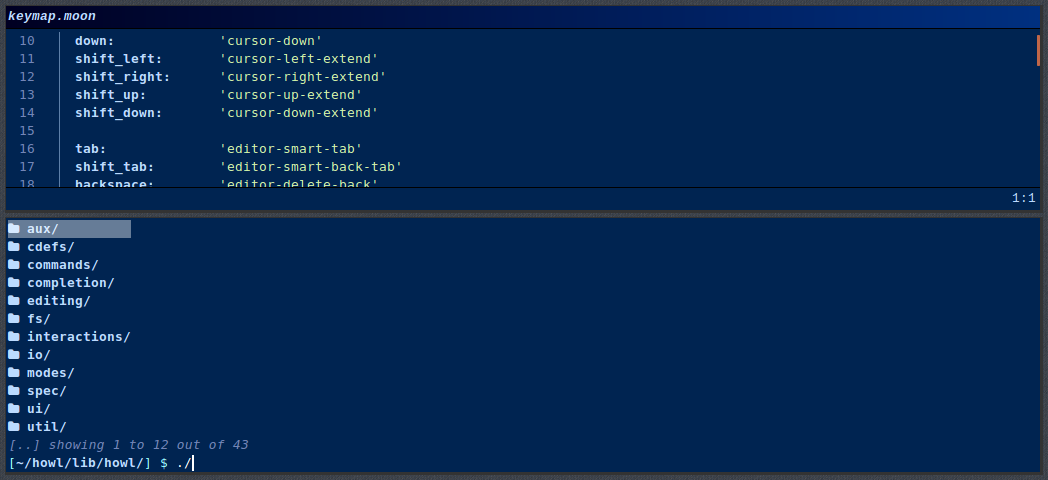 keymap.moon
10 down: 'cursor-down'
11 shift_left: 'cursor-left-extend'
12 shift_right: 'cursor-right-extend'
13 shift_up: 'cursor-up-extend'
14 shift_down: 'cursor-down-extend'
15
16 tab: 'editor-smart-tab'
17 shift_tab: 'editor-smart-back-tab'
18 backspace: 'editor-delete-back'
1:1
aux/
cdefs/
commands/
completion/
editing/
fs/
interactions/
io/
modes/
spec/
ui/
util/
[..] showing 1 to 12 out of 43
[~/howl/lib/howl/] $ ./